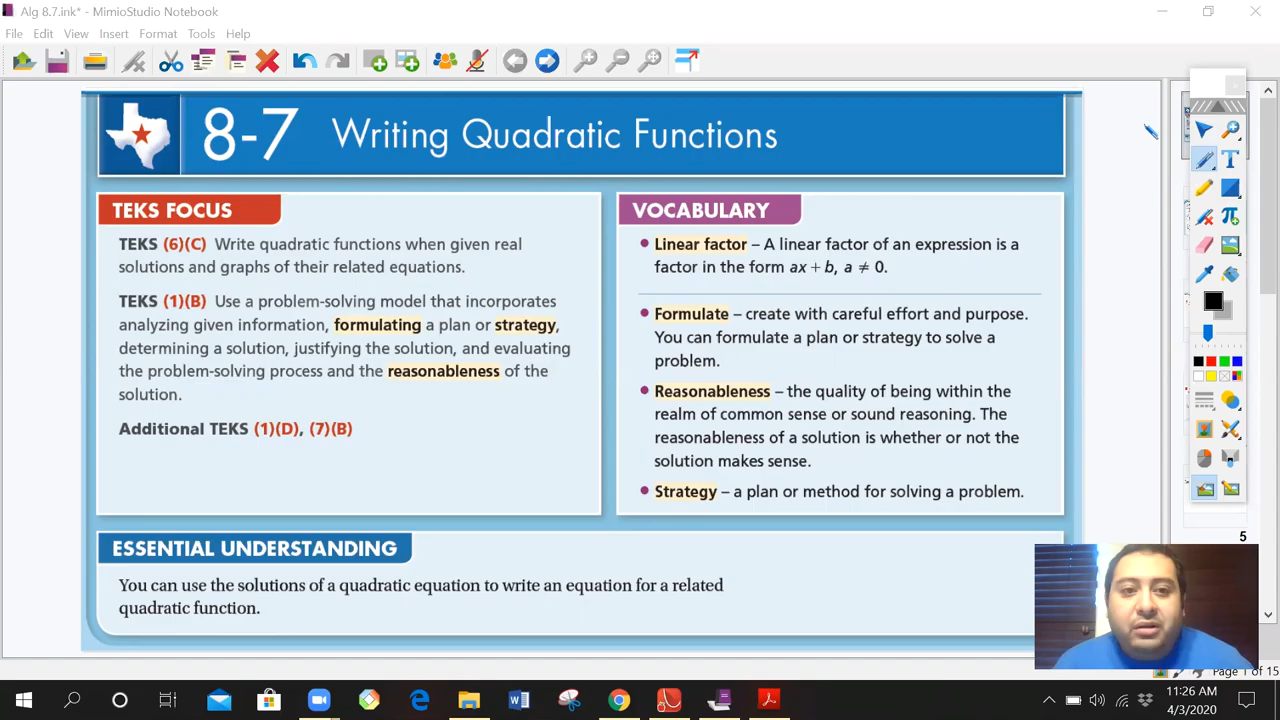 Alg 8.7.ink* - MimioStudio Notebook
File Edit View Insert Format Tools Help
8-7 Writing Quadratic Functions
TEKS FOCUS
TEKS (6)(C) Write quadratic functions when given real
solutions and graphs of their related equations.
TEKS (1)(B) Use a problem-solving model that incorporates
analyzing given information, formulating a plan or strategy,
determining a solution, justifying the solution, and evaluating
the problem-solving process and the reasonableness of the
solution.
Additional TEKS (1)(D), (7)(B)
VOCABULARY
• Linear factor – A linear factor of an expression is a
factor in the form ax + b, a ≠ 0.
• Formulate – create with careful effort and purpose.
You can formulate a plan or strategy to solve a
problem.
• Reasonableness – the quality of being within the
realm of common sense or sound reasoning. The
reasonableness of a solution is whether or not the
solution makes sense.
• Strategy – a plan or method for solving a problem.
ESSENTIAL UNDERSTANDING
You can use the solutions of a quadratic equation to write an equation for a related
quadratic function.
5
Page 1 of 15
11:26 AM
4/3/2020